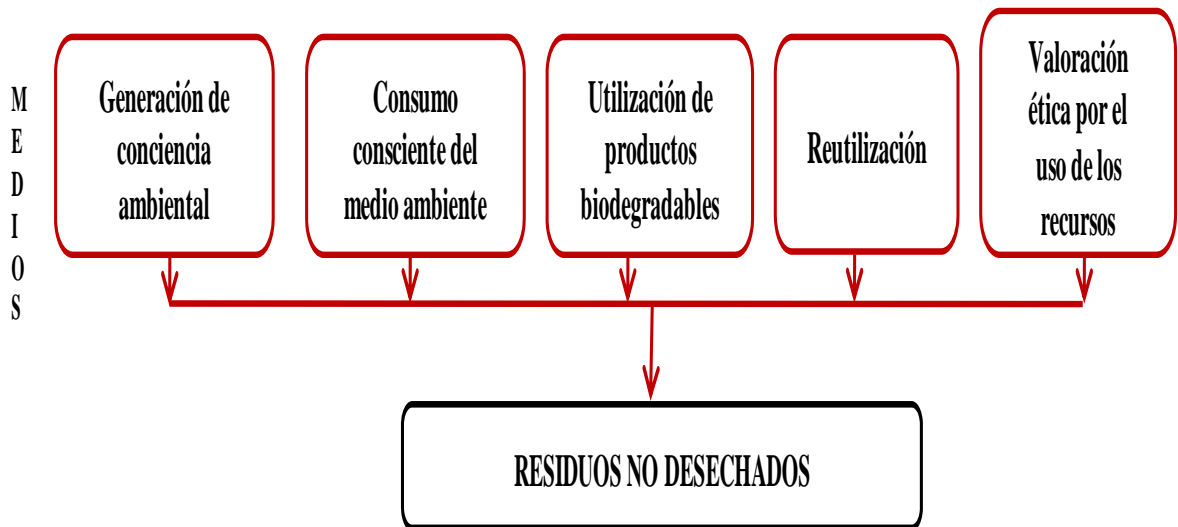 MEDIOS
Generación de
conciencia
ambiental
Consumo
consciente del
medio ambiente
Utilización de
productos
biodegradables
Reutilización
Valoración
ética por el
uso de los
recursos
RESIDUOS NO DESECHADOS